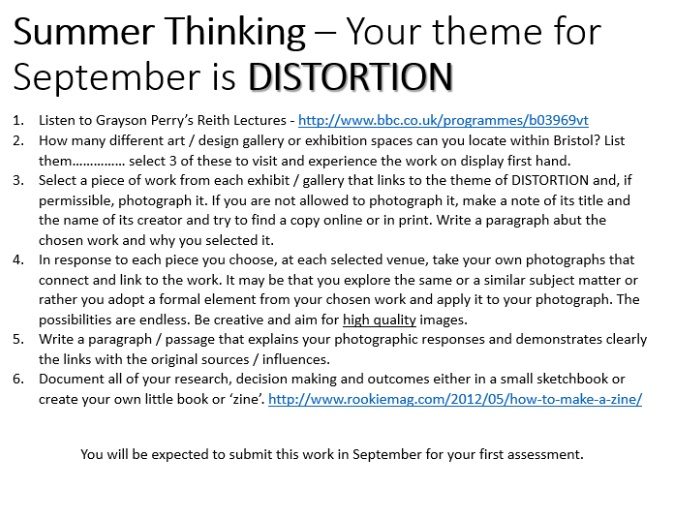 Summer Thinking – Your theme for
September is DISTORTION
1. Listen to Grayson Perry's Reith Lectures - http://www.bbc.co.uk/programmes/b03969vt
2. How many different art / design gallery or exhibition spaces can you locate within Bristol? List
them…………… select 3 of these to visit and experience the work on display first hand.
3. Select a piece of work from each exhibit / gallery that links to the theme of DISTORTION and, if
permissible, photograph it. If you are not allowed to photograph it, make a note of its title and
the name of its creator and try to find a copy online or in print. Write a paragraph abut the
chosen work and why you selected it.
4. In response to each piece you choose, at each selected venue, take your own photographs that
connect and link to the work. It may be that you explore the same or a similar subject matter or
rather you adopt a formal element from your chosen work and apply it to your photograph. The
possibilities are endless. Be creative and aim for high quality images.
5. Write a paragraph / passage that explains your photographic responses and demonstrates clearly
the links with the original sources / influences.
6. Document all of your research, decision making and outcomes either in a small sketchbook or
create your own little book or 'zine'. http://www.rookiemag.com/2012/05/how-to-make-a-zine/
You will be expected to submit this work in September for your first assessment.